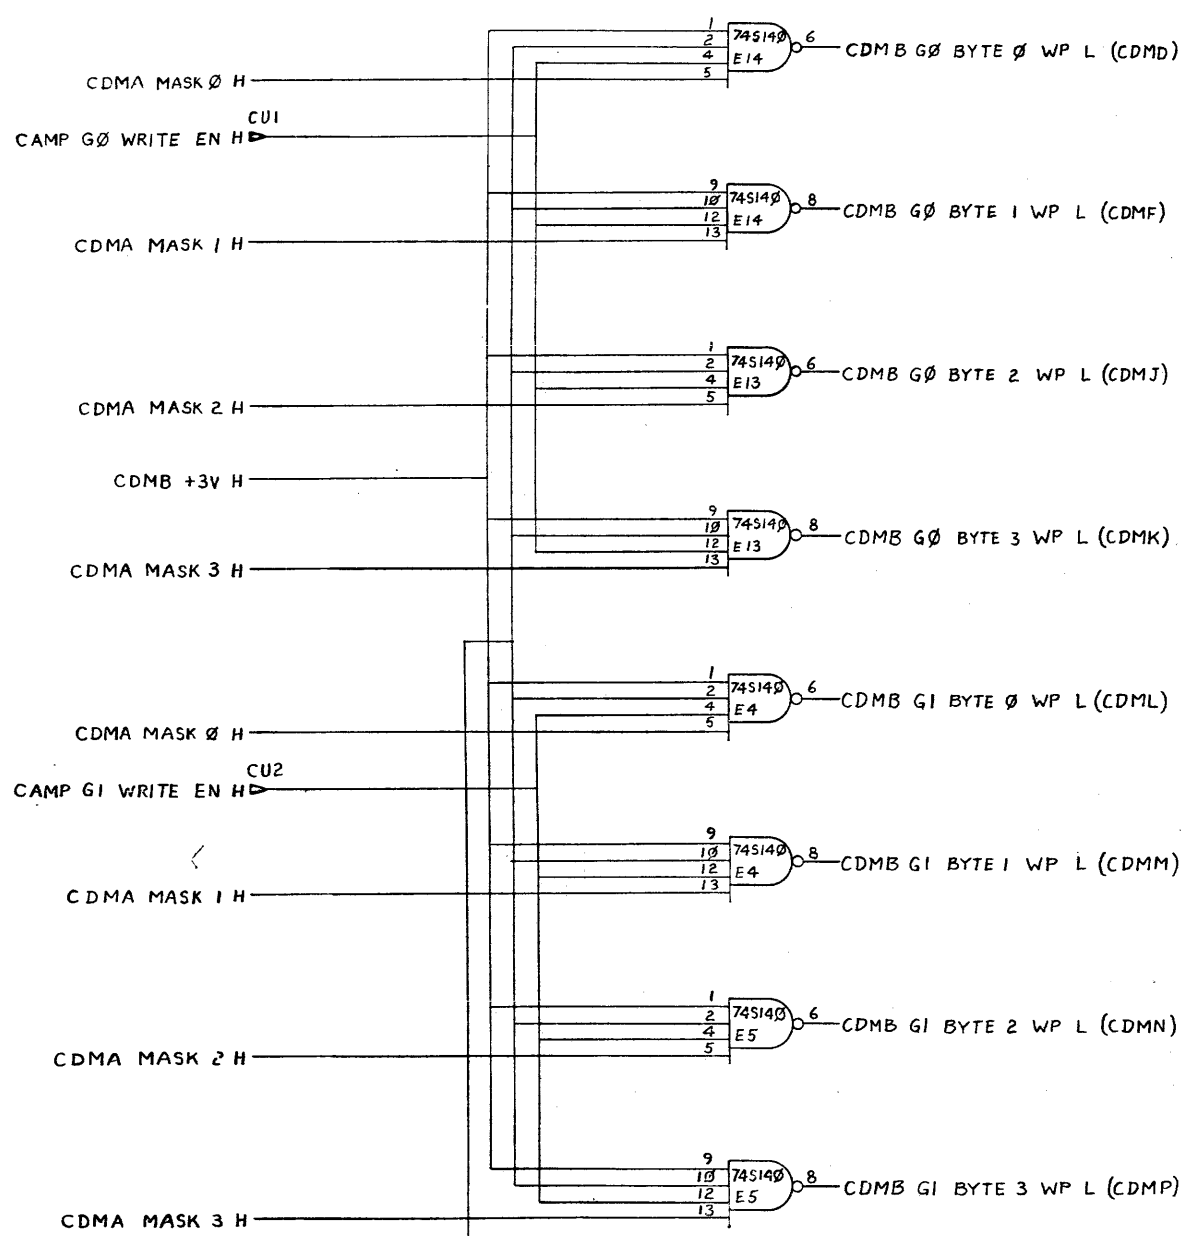 1
2
4
5
74S14Ø
E14
6
CDMB GØ BYTE Ø WP L (CDMD)
CDMA MASK Ø H
CU1
CAMP GØ WRITE EN H
9
1Ø
12
13
74S14Ø
E14
8
CDMB GØ BYTE 1 WP L (CDMF)
CDMA MASK 1 H
1
2
4
5
74S14Ø
E13
6
CDMB GØ BYTE 2 WP L (CDMJ)
CDMA MASK 2 H
CDMB +3V H
9
1Ø
12
13
74S14Ø
E13
8
CDMB GØ BYTE 3 WP L (CDMK)
CDMA MASK 3 H
1
2
4
5
74S14Ø
E4
6
CDMB G1 BYTE Ø WP L (CDML)
CDMA MASK Ø H
CU2
CAMP G1 WRITE EN H
9
1Ø
12
13
74S14Ø
E4
8
CDMB G1 BYTE 1 WP L (CDMM)
CDMA MASK 1 H
1
2
4
5
74S14Ø
E5
6
CDMB G1 BYTE 2 WP L (CDMN)
CDMA MASK 2 H
9
1Ø
12
13
74S14Ø
E5
8
CDMB G1 BYTE 3 WP L (CDMP)
CDMA MASK 3 H